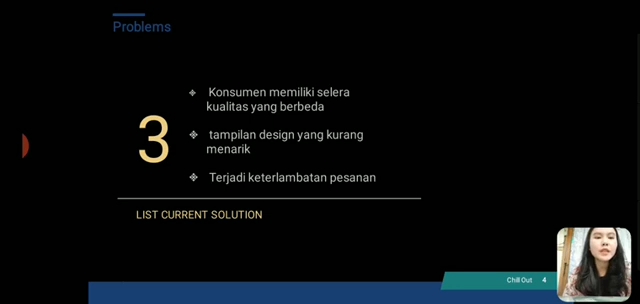 Problems
3
Konsumen memiliki selera
kualitas yang berbeda
tampilan design yang kurang
menarik
Terjadi keterlambatan pesanan
LIST CURRENT SOLUTION
Chill Out 4